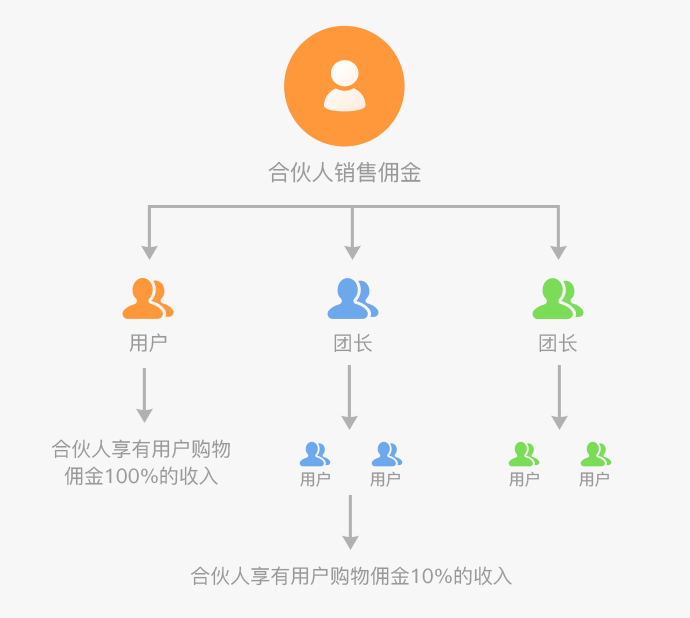 合伙人销售佣金
用户
团长
团长
合伙人享有用户购物
佣金100%的收入
用户
用户
用户
用户
合伙人享有用户购物佣金10%的收入